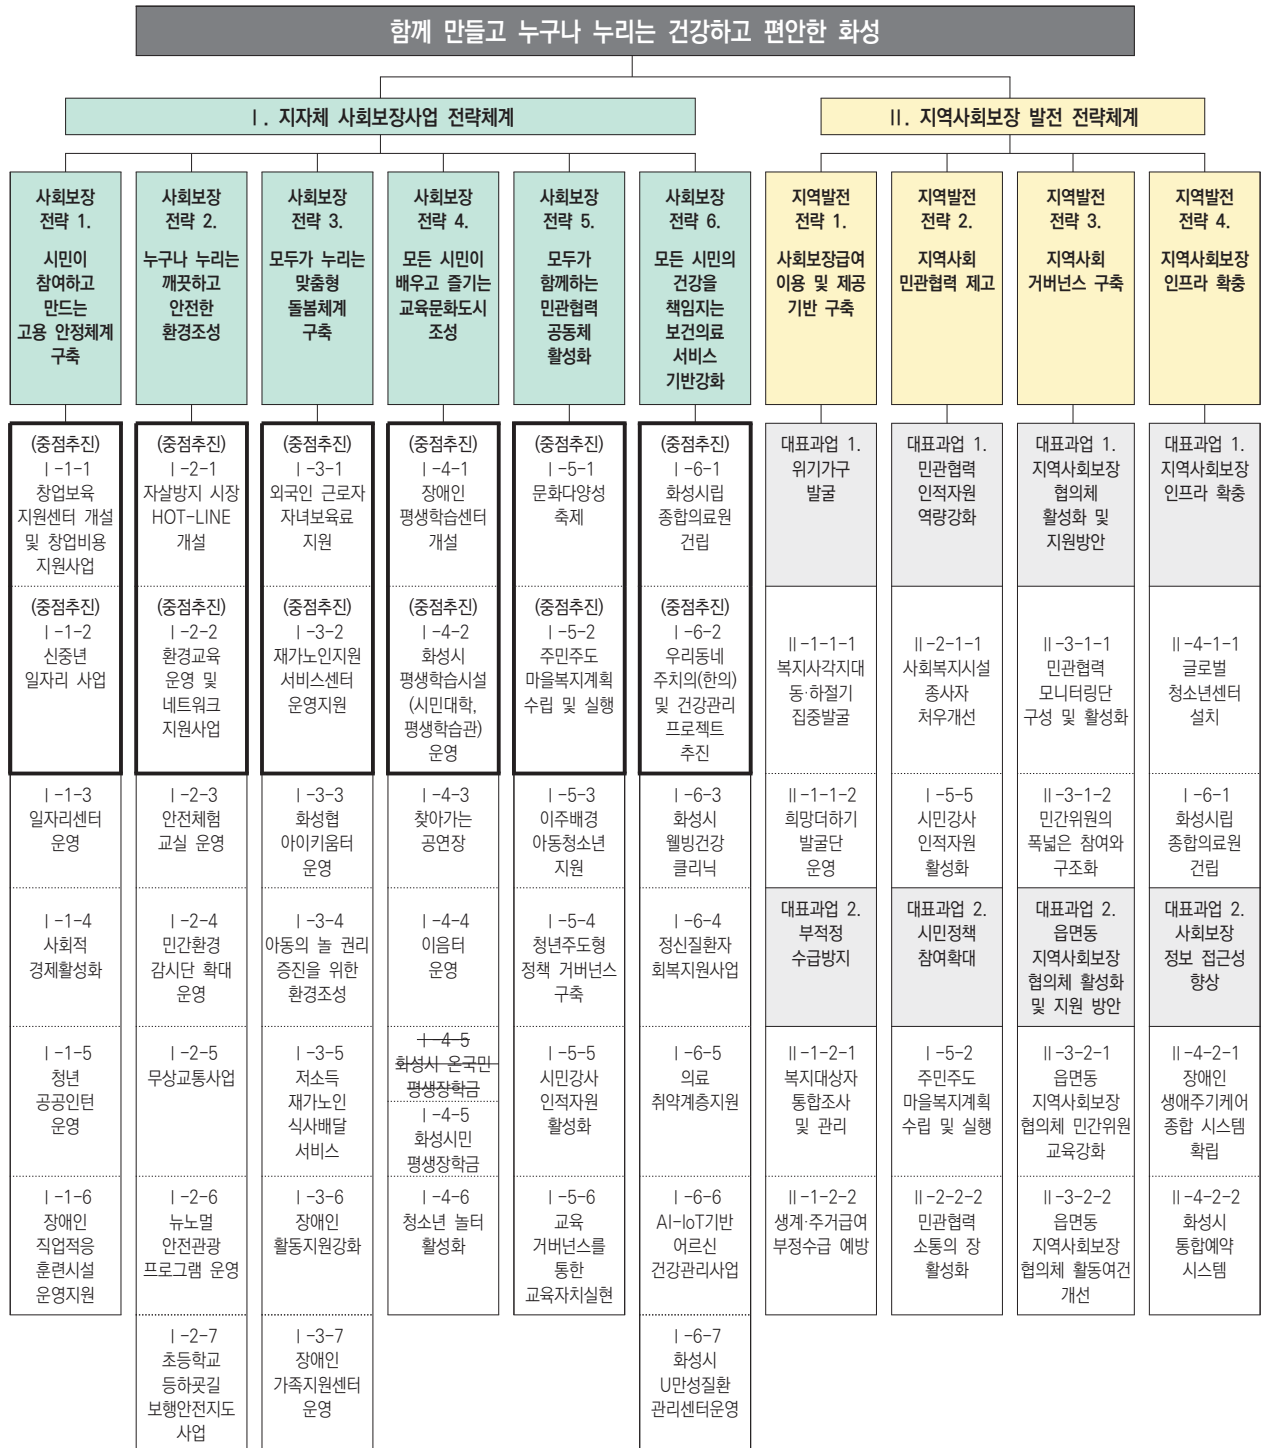 함께 만들고 누구나 누리는 건강하고 편안한 화성
Ⅰ. 지자체 사회보장사업 전략체계
Ⅱ. 지역사회보장 발전 전략체계
사회보장
전략 1.
시민이
참여하고
만드는
고용 안정체계
구축
사회보장
전략 2.
누구나 누리는
깨끗하고
안전한
환경조성
사회보장
전략 3.
모두가 누리는
맞춤형
돌봄체계
구축
사회보장
전략 4.
모든 시민이
배우고 즐기는
교육문화도시
조성
사회보장
전략 5.
모두가
함께하는
민관협력
공동체
활성화
사회보장
전략 6.
모든 시민의
건강을
책임지는
보건의료
서비스
기반강화
지역발전
전략 1.
사회보장급여
이용 및 제공
기반 구축
지역발전
전략 2.
지역사회
민관협력 제고
지역발전
전략 3.
지역사회
거버넌스 구축
지역발전
전략 4.
지역사회보장
인프라 확충
(중점추진)
Ⅰ-1-1
창업보육
지원센터 개설
및 창업비용
지원사업
(중점추진)
Ⅰ-2-1
자살방지 시장
HOT-LINE
개설
(중점추진)
Ⅰ-3-1
외국인 근로자
자녀보육료
지원
(중점추진)
Ⅰ-4-1
장애인
평생학습센터
개설
(중점추진)
Ⅰ-5-1
문화다양성
축제
(중점추진)
Ⅰ-6-1
화성시립
종합의료원
건립
대표과업 1.
위기가구
발굴
대표과업 1.
민관협력
인적자원
역량강화
대표과업 1.
지역사회보장
협의체
활성화 및
지원방안
대표과업 1.
지역사회보장
인프라 확충
(중점추진)
Ⅰ-1-2
신중년
일자리 사업
(중점추진)
Ⅰ-2-2
환경교육
운영 및
네트워크
지원사업
(중점추진)
Ⅰ-3-2
재가노인지원
서비스센터
운영지원
(중점추진)
Ⅰ-4-2
화성시
평생학습시설
(시민대학,
평생학습관)
운영
(중점추진)
Ⅰ-5-2
주민주도
마을복지계획
수립 및 실행
(중점추진)
Ⅰ-6-2
우리동네
주치의(한의)
및 건강관리
프로젝트
추진
Ⅱ-1-1-1
복지사각지대
동·하절기
집중발굴
Ⅱ-2-1-1
사회복지시설
종사자
처우개선
Ⅱ-3-1-1
민관협력
모니터링단
구성 및 활성화
Ⅱ-4-1-1
글로벌
청소년센터
설치
Ⅰ-1-3
일자리센터
운영
Ⅰ-2-3
안전체험
교실 운영
Ⅰ-3-3
화성협
아이키움터
운영
Ⅰ-4-3
찾아가는
공연장
Ⅰ-5-3
이주배경
아동청소년
지원
Ⅰ-6-3
화성시
웰빙건강
클리닉
Ⅱ-1-1-2
희망더하기
발굴단
운영
Ⅰ-5-5
시민강사
인적자원
활성화
Ⅱ-3-1-2
민간위원의
폭넓은 참여와
구조화
Ⅰ-6-1
화성시립
종합의료원
건립
Ⅰ-1-4
사회적
경제활성화
Ⅰ-2-4
민간환경
감시단 확대
운영
Ⅰ-3-4
아동의 놀 권리
증진을 위한
환경조성
Ⅰ-4-4
이음터
운영
Ⅰ-5-4
청년주도형
정책 거버넌스
구축
Ⅰ-6-4
정신질환자
회복지원사업
대표과업 2.
부적정
수급방지
대표과업 2.
시민정책
참여확대
대표과업 2.
읍면동
지역사회보장
협의체 활성화
및 지원 방안
대표과업 2.
사회보장
정보 접근성
향상
Ⅰ-1-5
청년
공공인턴
운영
Ⅰ-2-5
무상교통사업
Ⅰ-3-5
저소득
재가노인
식사배달
서비스
Ⅰ-4-5
화성시 온국민
평생장학금
Ⅰ-4-5
화성시민
평생장학금
Ⅰ-5-5
시민강사
인적자원
활성화
Ⅰ-6-5
의료
취약계층지원
Ⅱ-1-2-1
복지대상자
통합조사
및 관리
Ⅰ-5-2
주민주도
마을복지계획
수립 및 실행
Ⅱ-3-2-1
읍면동
지역사회보장
협의체 민간위원
교육강화
Ⅱ-4-2-1
장애인
생애주기케어
종합 시스템
확립
Ⅰ-1-6
장애인
직업적응
훈련시설
운영지원
Ⅰ-2-6
뉴노멀
안전관광
프로그램 운영
Ⅰ-3-6
장애인
활동지원강화
Ⅰ-4-6
청소년 놀터
활성화
Ⅰ-5-6
교육
거버넌스를
통한
교육자치실현
Ⅰ-6-6
AI-IoT기반
어르신
건강관리사업
Ⅱ-1-2-2
생계·주거급여
부정수급 예방
Ⅱ-2-2-2
민관협력
소통의 장
활성화
Ⅱ-3-2-2
읍면동
지역사회보장
협의체 활동여건
개선
Ⅱ-4-2-2
화성시
통합예약
시스템
Ⅰ-2-7
초등학교
등하굣길
보행안전지도
사업
Ⅰ-3-7
장애인
가족지원센터
운영
Ⅰ-6-7
화성시
U만성질환
관리센터운영